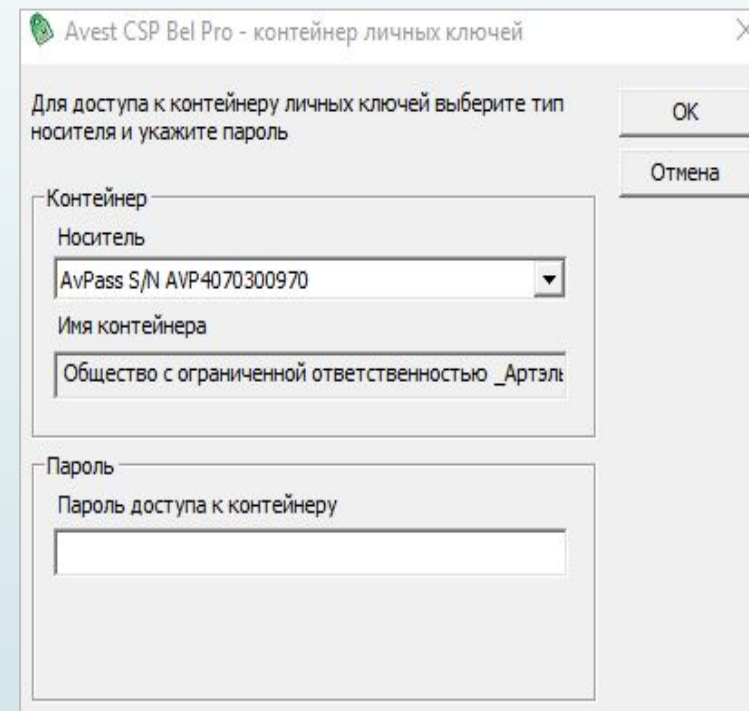 Avest CSP Bel Pro - контейнер личных ключей
Для доступа к контейнеру личных ключей выберите тип
носителя и укажите пароль
OK
Отмена
Контейнер
Носитель
AvPass S/N AVP4070300970
Имя контейнера
Общество с ограниченной ответственностью _Артэль
Пароль
Пароль доступа к контейнеру